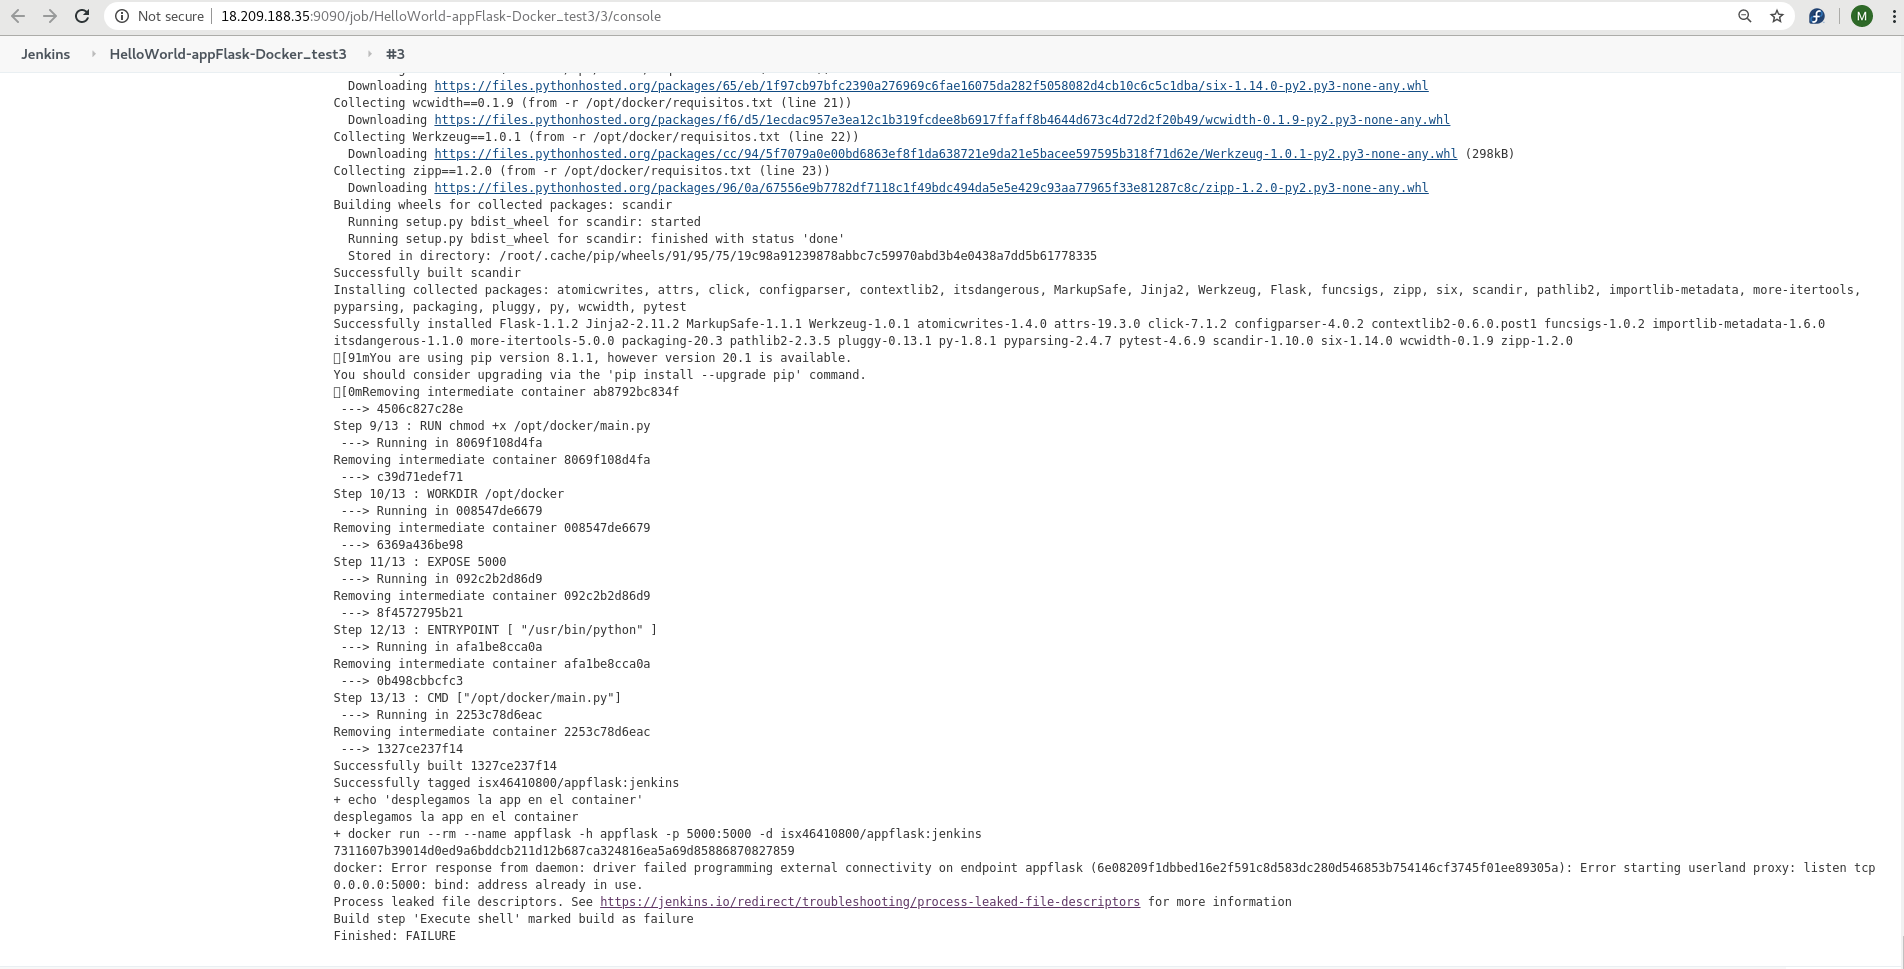 Not secure | 18.209.188.35:9090/job/HelloWorld-appFlask-Docker_test3/3/console
M
Jenkins HelloWorld-appFlask-Docker_test3 #3
Downloading https://files.pythonhosted.org/packages/65/eb/1f97cb97bfc2390a276969c6fae16075da282f5058082d4cb10c6c5c1dba/six-1.14.0-py2.py3-none-any.whl
Collecting wcwidth==0.1.9 (from -r /opt/docker/requisitos.txt (line 21))
Downloading https://files.pythonhosted.org/packages/f6/d5/1ecdac957e3ea12c1b319fcdee8b6917ffaff8b4644d673c4d72d2f20b49/wcwidth-0.1.9-py2.py3-none-any.whl
Collecting Werkzeug==1.0.1 (from -r /opt/docker/requisitos.txt (line 22))
Downloading https://files.pythonhosted.org/packages/cc/94/5f7079a0e00bd6863ef8f1da638721e9da21e5bacee597595b318f71d62e/Werkzeug-1.0.1-py2.py3-none-any.whl (298kB)
Collecting zipp==1.2.0 (from -r /opt/docker/requisitos.txt (line 23))
Downloading https://files.pythonhosted.org/packages/96/0a/67556e9b7782df7118c1f49bdc494da5e5e429c93aa77965f33e81287c8c/zipp-1.2.0-py2.py3-none-any.whl
Building wheels for collected packages: scandir
Running setup.py bdist_wheel for scandir: started
Running setup.py bdist_wheel for scandir: finished with status 'done'
Stored in directory: /root/.cache/pip/wheels/91/95/75/19c98a91239878abbc7c59970abd3b4e0438a7dd5b61778335
Successfully built scandir
Installing collected packages: atomicwrites, attrs, click, configparser, contextlib2, itsdangerous, MarkupSafe, Jinja2, Werkzeug, Flask, funcsigs, zipp, six, scandir, pathlib2, importlib-metadata, more-itertools,
pyparsing, packaging, pluggy, py, wcwidth, pytest
Successfully installed Flask-1.1.2 Jinja2-2.11.2 MarkupSafe-1.1.1 Werkzeug-1.0.1 atomicwrites-1.4.0 attrs-19.3.0 click-7.1.2 configparser-4.0.2 contextlib2-0.6.0.post1 funcsigs-1.0.2 importlib-metadata-1.6.0
itsdangerous-1.1.0 more-itertools-5.0.0 packaging-20.3 pathlib2-2.3.5 pluggy-0.13.1 py-1.8.1 pyparsing-2.4.7 pytest-4.6.9 scandir-1.10.0 six-1.14.0 wcwidth-0.1.9 zipp-1.2.0
[91mYou are using pip version 8.1.1, however version 20.1 is available.
You should consider upgrading via the 'pip install --upgrade pip' command.
[0mRemoving intermediate container ab8792bc834f
---> 4506c827c28e
Step 9/13 : RUN chmod +x /opt/docker/main.py
---> Running in 8069f108d4fa
Removing intermediate container 8069f108d4fa
---> c39d71edef71
Step 10/13 : WORKDIR /opt/docker
---> Running in 008547de6679
Removing intermediate container 008547de6679
---> 6369a436be98
Step 11/13 : EXPOSE 5000
---> Running in 092c2b2d86d9
Removing intermediate container 092c2b2d86d9
---> 8f4572795b21
Step 12/13 : ENTRYPOINT [ "/usr/bin/python" ]
---> Running in afa1be8cca0a
Removing intermediate container afa1be8cca0a
---> 0b498cbbcfc3
Step 13/13 : CMD ["/opt/docker/main.py"]
---> Running in 2253c78d6eac
Removing intermediate container 2253c78d6eac
---> 1327ce237f14
Successfully built 1327ce237f14
Successfully tagged isx46410800/appflask:jenkins
+ echo 'desplegamos la app en el container'
desplegamos la app en el container
+ docker run --rm --name appflask -h appflask -p 5000:5000 -d isx46410800/appflask:jenkins
7311607b39014d0ed9a6bddcb211d12b687ca324816ea5a69d85886870827859
docker: Error response from daemon: driver failed programming external connectivity on endpoint appflask (6e08209f1dbbed16e2f591c8d583dc280d546853b754146cf3745f01ee89305a): Error starting userland proxy: listen tcp
0.0.0.0:5000: bind: address already in use.
Process leaked file descriptors. See https://jenkins.io/redirect/troubleshooting/process-leaked-file-descriptors for more information
Build step 'Execute shell' marked build as failure
Finished: FAILURE